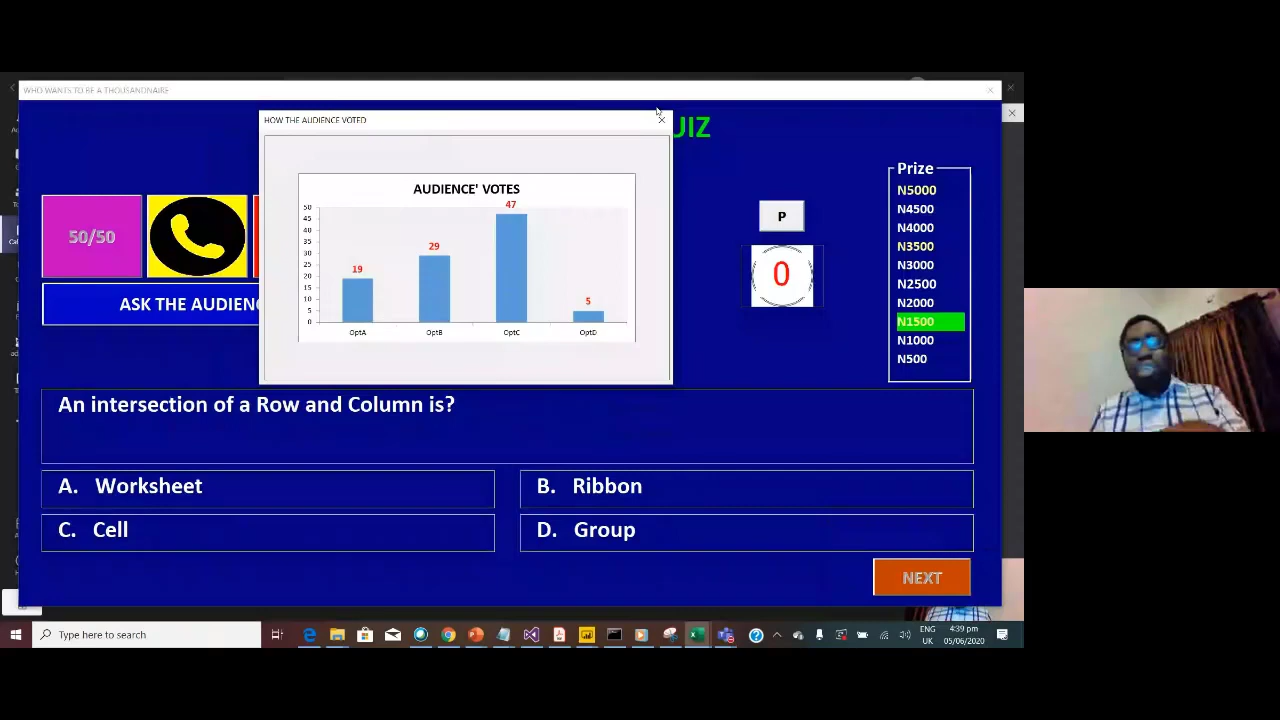 WHO WANTS TO BE A THOUSANDNAIRE
HOW THE AUDIENCE VOTED
UIZ
AUDIENCE' VOTES
50
45
40
35
30
25
20
15
10
5
0
19
29
47
5
OptA
OptB
OptC
OptD
50/50
ASK THE AUDIENC
P
0
Prize
N5000
N4500
N4000
N3500
N3000
N2500
N2000
N1500
N1000
N500
An intersection of a Row and Column is?
A. Worksheet
B. Ribbon
C. Cell
D. Group
NEXT
Type here to search
ENG
UK
4:39 pm
05/06/2020